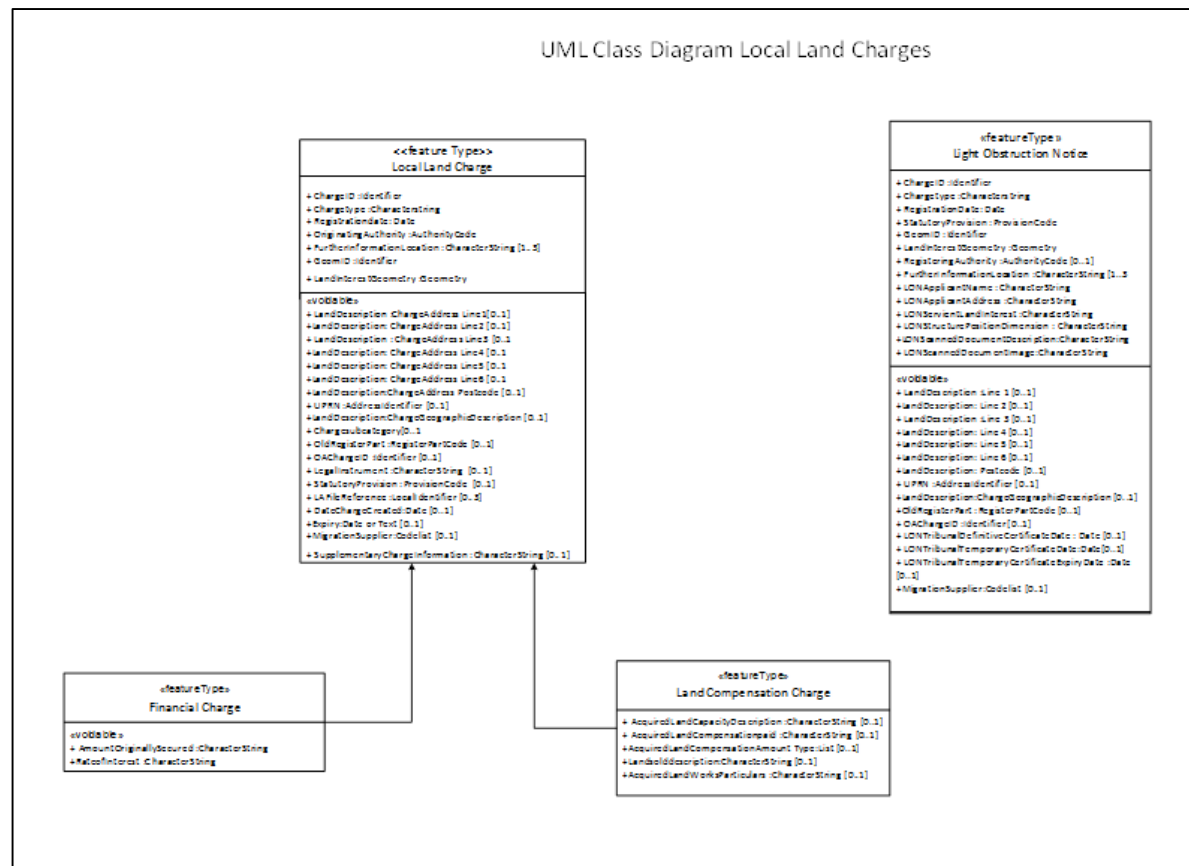 UML Class Diagram Local Land Charges
<<feature Type>>
Local Land Charge
+ ChargeID :Identifier
+ Chargetype :Characterstring
+ Registrationdate: Date
+ OriginatingAuthority :AuthorityCode
+ FurtherInformationLocation :CharacterString [1..3]
+ GeomID :Identifier
+ LandInterestGeometry :Geometry
«voidable»
+ LandDescription :ChargeAddress Line1[0..1]
+LandDescription: ChargeAddress Line2 [0..1]
+ LandDescription : ChargeAddress Line3 [0..1
+LandDescription: ChargeAddress Line4 [0..1
+LandDescription: ChargeAddress Line5 [0..1
+LandDescription: ChargeAddress Line6 [0..1
+LandDescription:ChargeAddress Postcode [0..1]
+ UPRN :AddressIdentifier [0..1]
+LandDescription:ChargeGeographicDescription [0..1]
+ Chargesubcategory[0..1
+ OldRegisterPart :RegisterPartCode [0..1]
+ OAChargeID :Identifier [0..1]
+ LegalInstrument :CharacterString [0..1]
+ StatutoryProvision :ProvisionCode [0..1]
+ LAFileReference :LocalIdentifier [0..3]
+ DateChargeCreated:Date [0..1]
+ Expiry:Date or Text [0..1]
+MigrationSupplier:Codelist [0..1]
+ SupplementaryChargeInformation :CharacterString [0..1]
«featureType»
Light Obstruction Notice
+ ChargeID :Identifier
+ Chargetype :Characterstring
+ RegistrationDate: Date
+ StatutoryProvision :ProvisionCode
+ GeomID :Identifier
+ LandInterestGeometry :Geometry
+ RegisteringAuthority :AuthorityCode [0..1]
+ FurtherInformationLocation :CharacterString [1..3
+ LONApplicantName :CharacterString
+ LONApplicantAddress :CharacterString
+ LONServientLandInterest :CharacterString
+ LONStructurePositionDimension : CharacterString
+ LONScannedDocumentDescription:CharacterString
+ LONScannedDocumentImage:CharacterString
«voidable»
+ LandDescription :Line 1 [0..1]
+LandDescription: Line 2 [0..1]
+ LandDescription :Line 3 [0..1]
+LandDescription: Line 4 [0..1]
+LandDescription: Line 5 [0..1]
+LandDescription: Line 6 [0..1]
+LandDescription: Postcode [0..1]
+ UPRN :AddressIdentifier [0..1]
+LandDescription:ChargeGeographicDescription [0..1]
+OldRegisterPart :RegisterPartCode [0..1]
+ OAChargeID :Identifier[0..1]
+ LONTribunalDefinitiveCertificateDate : Date [0..1]
+ LONTribunalTemporaryCertificateDate:Date[0..1]
+ LONTribunalTemporaryCertificateExpiryDate :Date
[0..1]
+MigrationSupplier:Codelist [0..1]
«featureType»
Financial Charge
«voidable»
+ AmountOriginallySecured :CharacterString
+RateofInterest :CharacterString
«featureType»
Land Compensation Charge
+ AcquiredLandCapacityDescription :CharacterString [0..1]
+ AcquiredLandCompensationpaid :CharacterString [0..1]
+AcquiredLandCompensationAmount Type:List [0..1]
+Landsolddescription:CharacterString [0..1]
+AcquiredLandWorksParticulars :CharacterString [0..1]